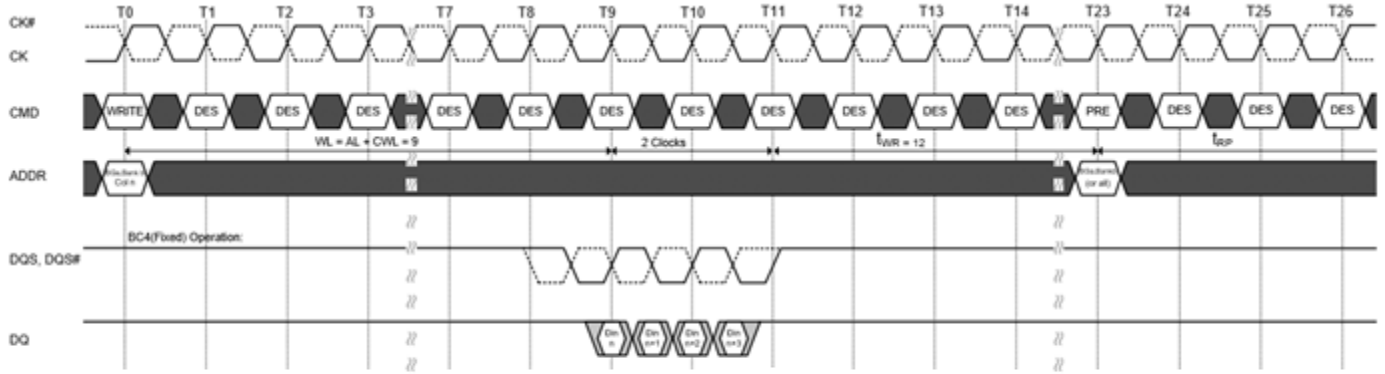 T0 T1 T2 T3 T7 T8 T9 T10 T11 T12 T13 T14 T23 T24 T25 T26
CK#
CK
CMD WRITE DES DES DES DES DES DES DES DES DES DES DES PRE DES DES DES
WL = AL + CWL = 9 2 Clocks tWR = 12 tRP
ADDR
Col n (or all)
BC4(Fixed) Operation:
DQS, DQS#
DQ
Din Din Din Din
n n+1 n+2 n+3